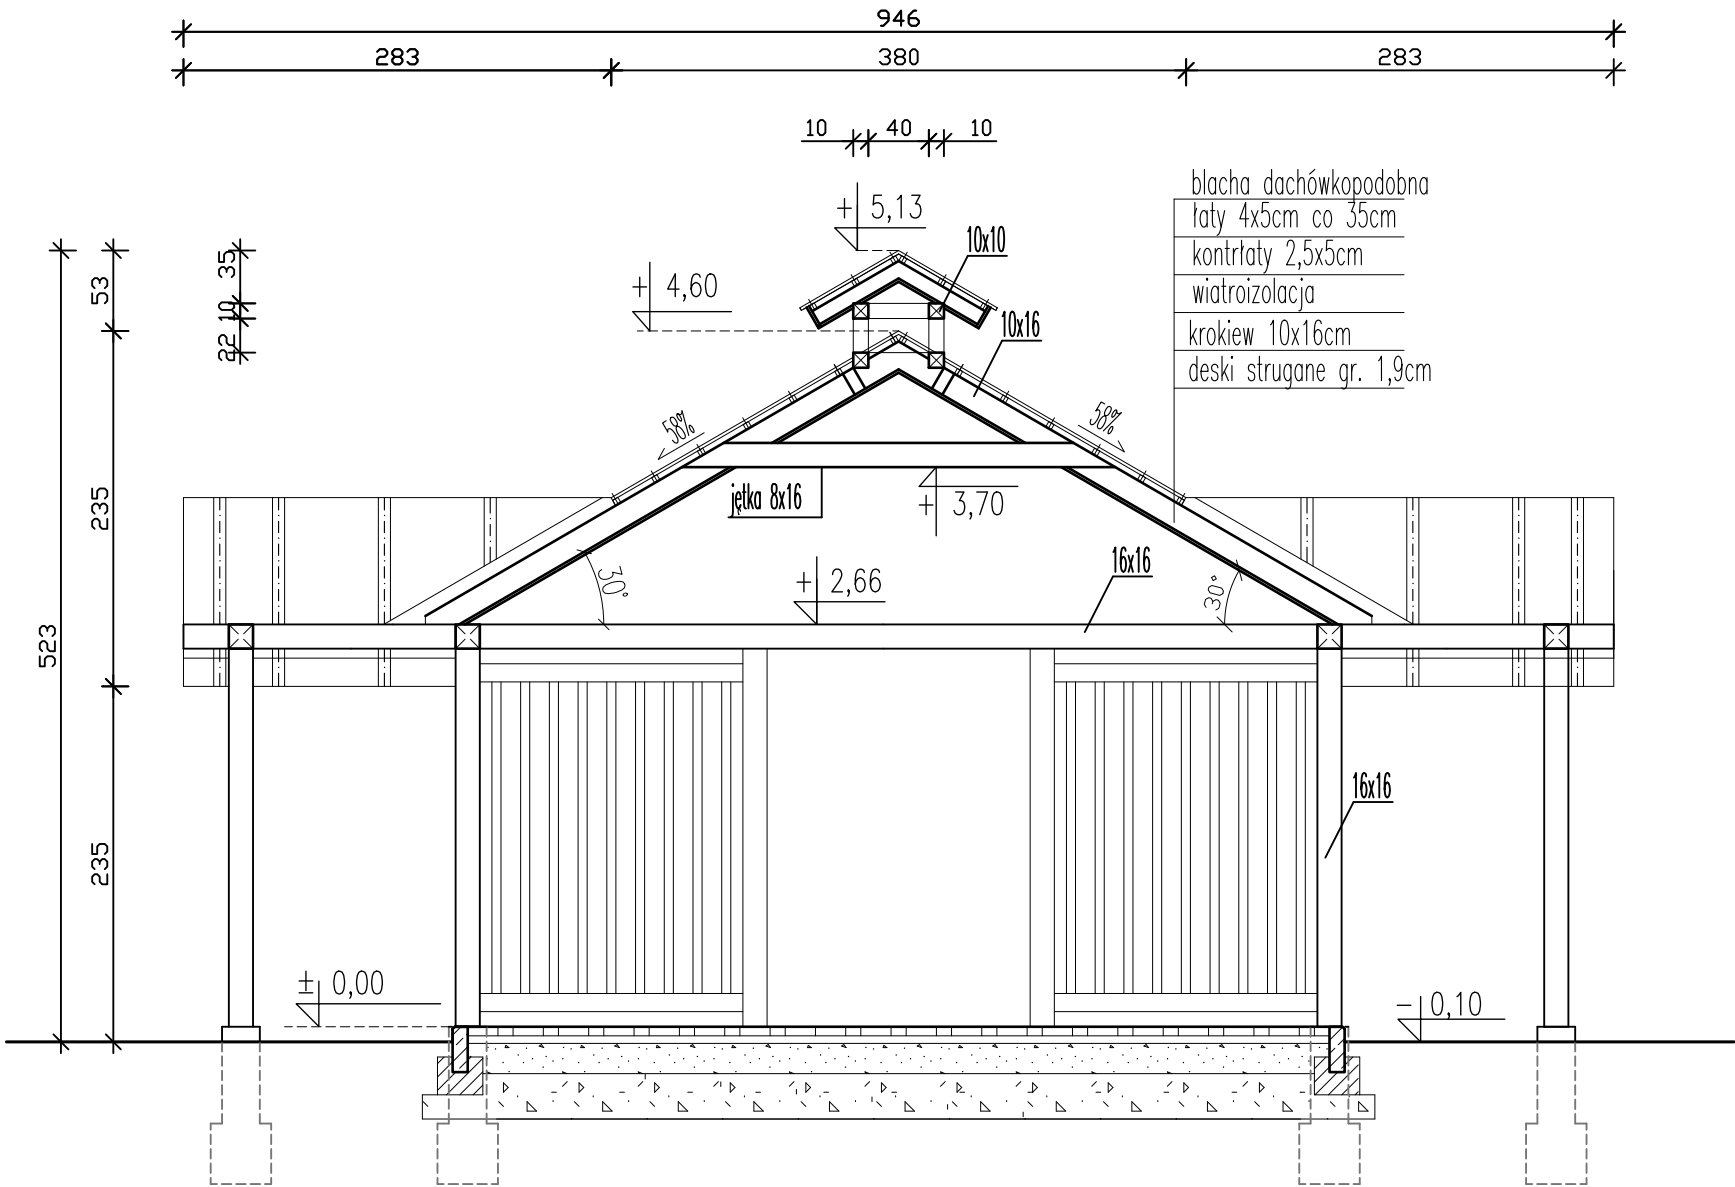 946
283 380 283
10 40 10
blacha dachówkopodobna
łaty 4x5cm co 35cm
kontrłaty 2,5x5cm
wiatroizolacja
krokiew 10x16cm
deski strugane gr. 1,9cm
+ 5,13
10x10
+ 4,60
10x16
53
35
10
22
58%
58%
235
jętka 8x16
+ 3,70
16x16
+ 2,66
30°
30°
523
16x16
235
± 0,00
- 0,10